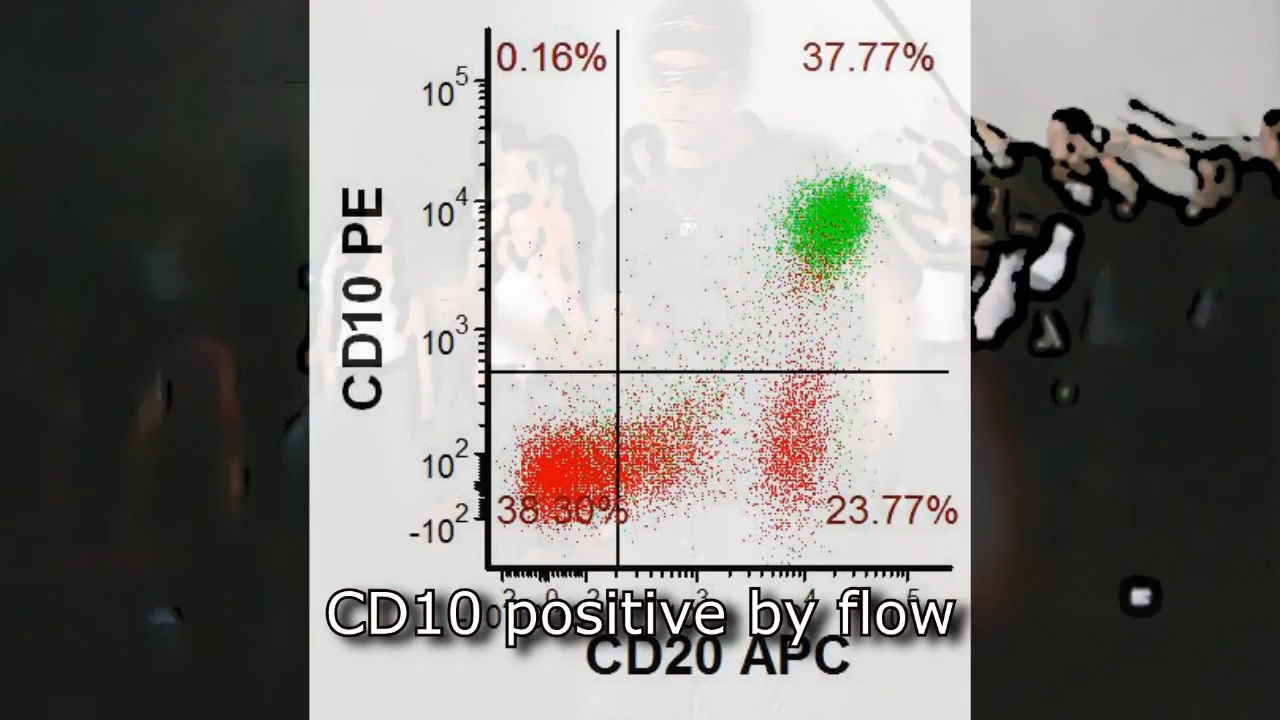 0.16% 37.77%
10^5
10^4
10^3
10^2
-10^2
CD10 PE
38.30% 23.77%
CD10 positive by flow
CD20 APC